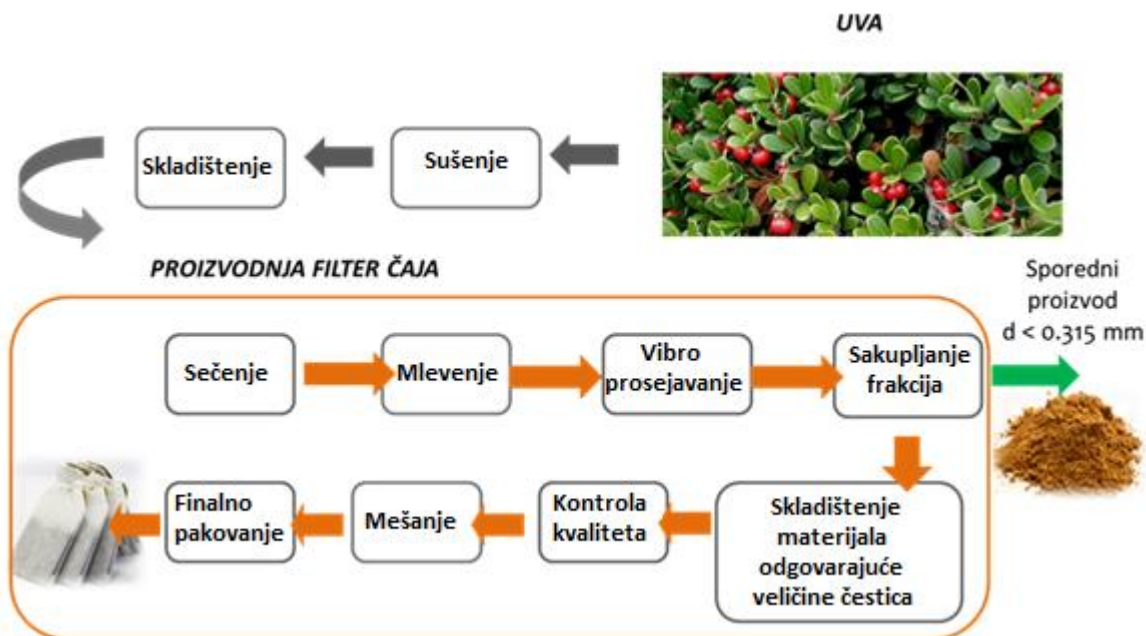 UVA
Skladištenje
Sušenje
PROIZVODNJA FILTER ČAJA
Sporedni
proizvod
d < 0.315 mm
Sečenje
Mlevenje
Vibro
prosejavanje
Sakupljanje
frakcija
Finalno
pakovanje
Mešanje
Kontrola
kvaliteta
Skladištenje
materijala
odgovarajuće
veličine čestica